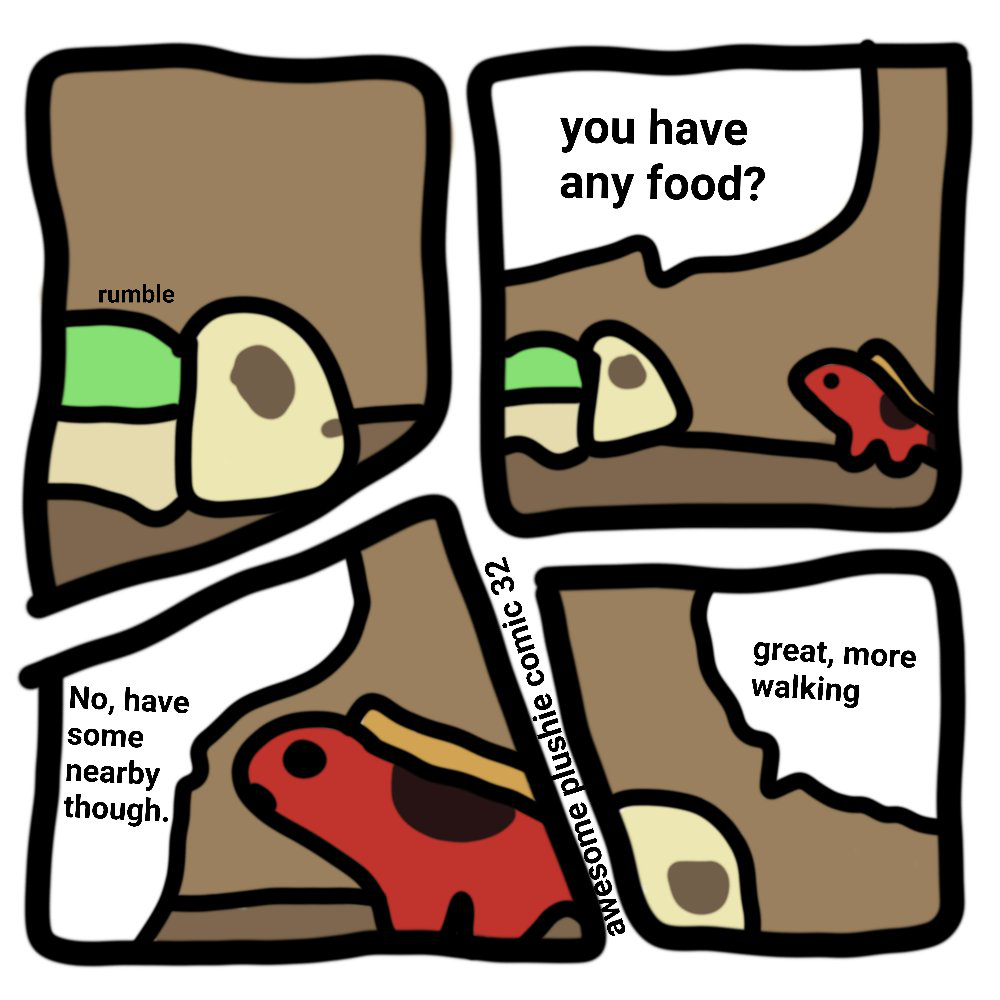 rumble
you have
any food?
No, have
some
nearby
though.
awesome plushie comic 32
great, more
walking